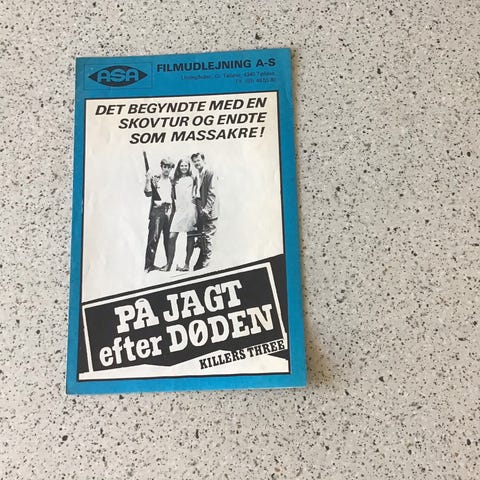 ASA
FILMUDLEJNING A-S
DET BEGYNDTE MED EN
SKOVTUR OG ENDTE
SOM MASSAKRE!
PÅ JAGT
efter DØDEN
KILLERS THREE